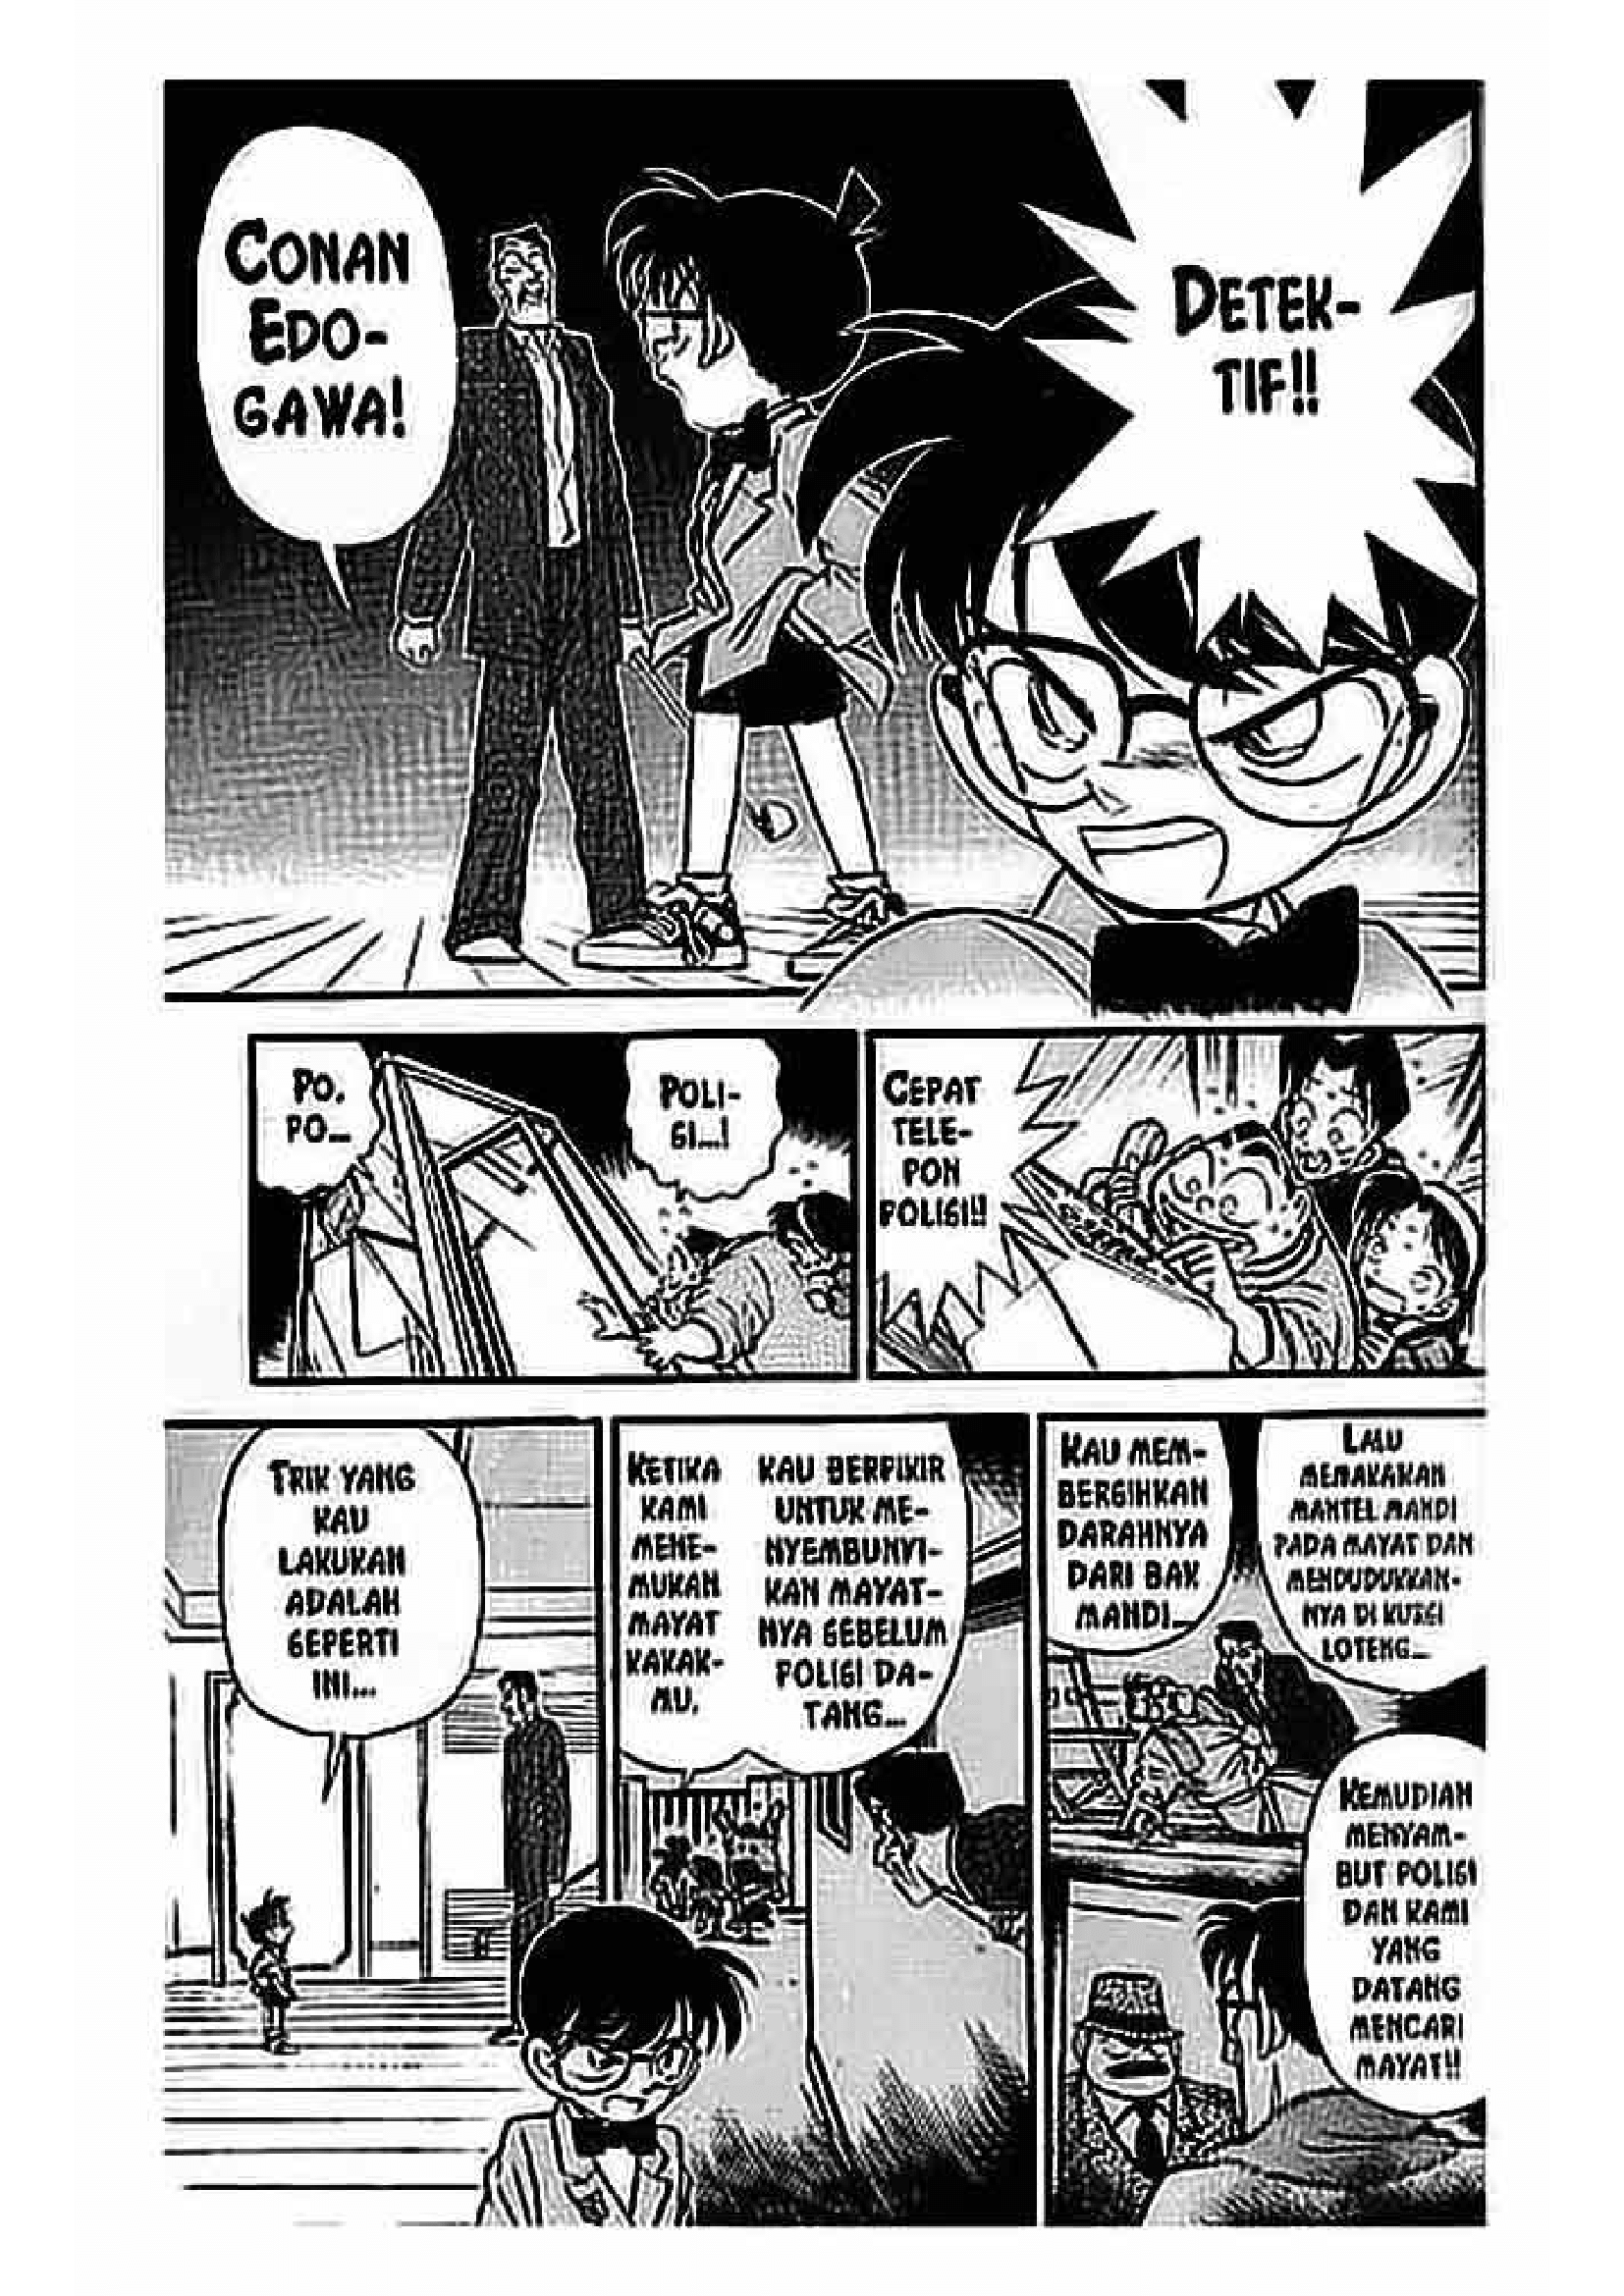 CONAN
EDO-
GAWA!
DETEK-
TIF!!
PO,
PO...
POLI-
SI...!
CEPAT
TELE-
PON
POLISI!!
TRIK YANG
KAU
LAKUKAN
ADALAH
SEPERTI
INI...
KETIKA
KAMI
MENE-
MUKAN
MAYAT
KAKAK-
MU,
KAU BERPIKIR
UNTUK ME-
NYEMBUNYI-
KAN MAYAT-
NYA SEBELUM
POLISI DA-
TANG...
KAU MEM-
BERSIHKAN
DARAHNYA
DARI BAK
MANDI...
LALU
MEMAKAIKAN
MANTEL MANDI
PADA MAYAT DAN
MENDUDUKKAN-
NYA DI KURSI
LOTENG...
KEMUDIAN
MENYAM-
BUT POLISI
DAN KAMI
YANG
DATANG
MENCARI
MAYAT!!